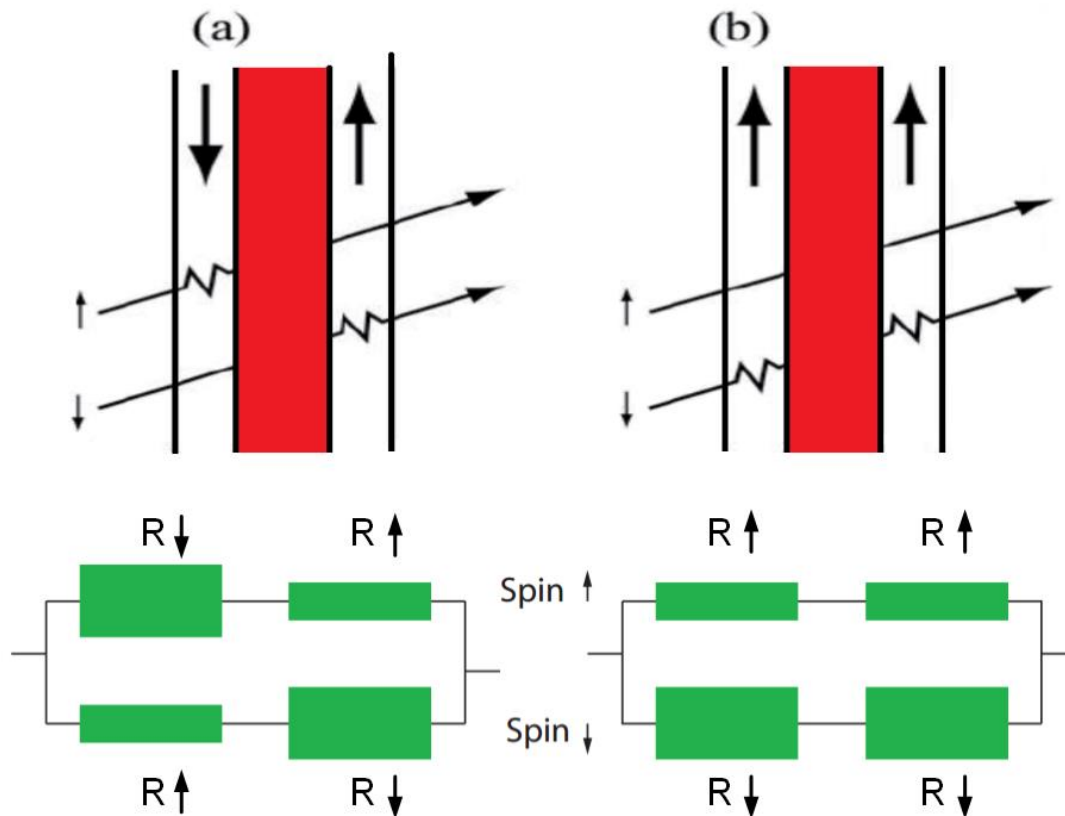 (a) (b)
R↓ R↑ R↑ R↑
Spin ↑
Spin ↓
R↑ R↓ R↓ R↓